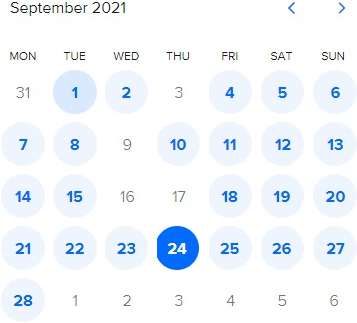 September 2021
MON TUE WED THU FRI SAT SUN
31 1 2 3 4 5 6
7 8 9 10 11 12 13
14 15 16 17 18 19 20
21 22 23 24 25 26 27
28 1 2 3 4 5 6